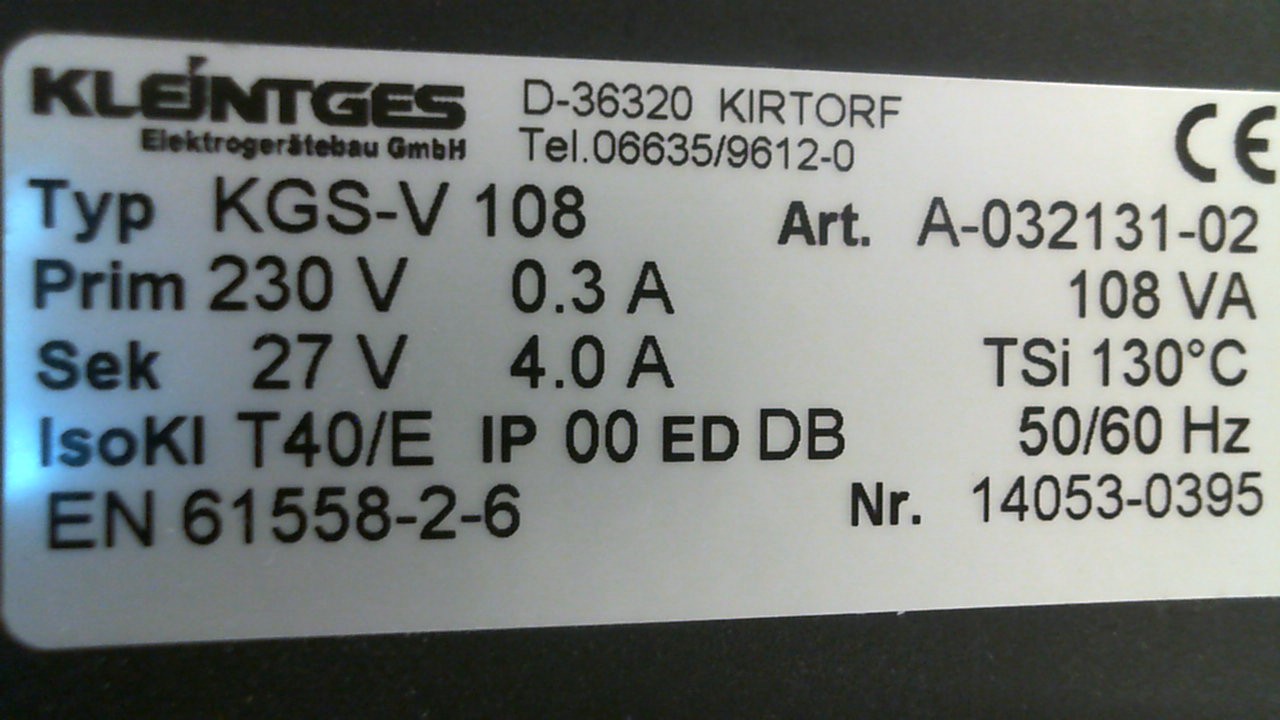 KLEINTGES
Elektrogerätebau GmbH
D-36320 KIRTORF
Tel.06635/9612-0
CE
Typ KGS-V 108 Art. A-032131-02
Prim 230 V 0.3 A 108 VA
Sek 27 V 4.0 A TSi 130°C
IsoKl T40/E IP 00 ED DB 50/60 Hz
EN 61558-2-6 Nr. 14053-0395